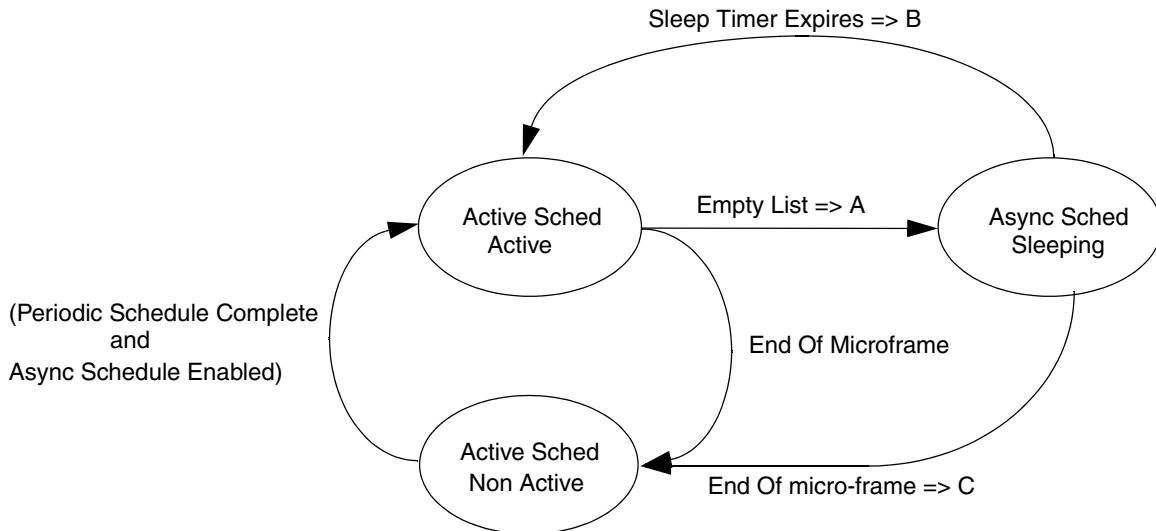 Sleep Timer Expires => B
Active Sched
Active
Empty List => A
Async Sched
Sleeping
(Periodic Schedule Complete
and
Async Schedule Enabled)
End Of Microframe
Active Sched
Non Active
End Of micro-frame => C